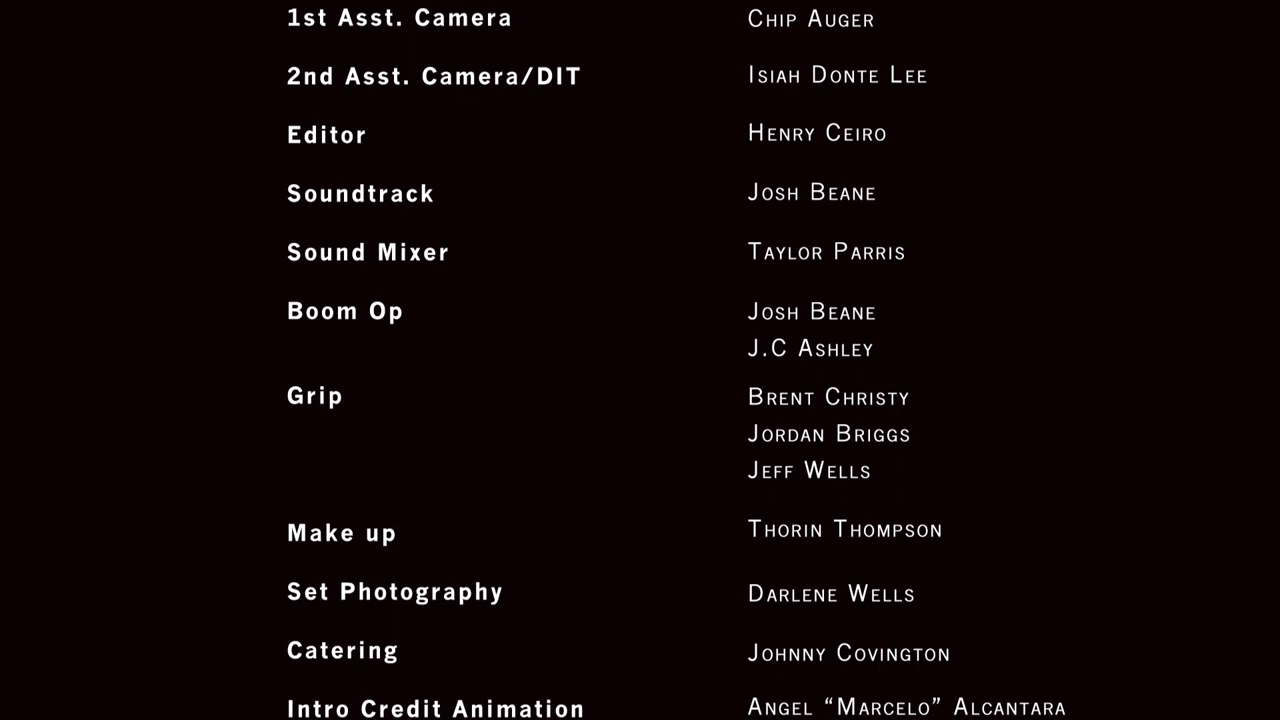 1st Asst. Camera Chip Auger
2nd Asst. Camera/DIT Isiah Donte Lee
Editor Henry Ceiro
Soundtrack Josh Beane
Sound Mixer Taylor Parris
Boom Op Josh Beane
J.C Ashley
Grip Brent Christy
Jordan Briggs
Jeff Wells
Make up Thorin Thompson
Set Photography Darlene Wells
Catering Johnny Covington
Intro Credit Animation Angel “Marcelo” Alcantara